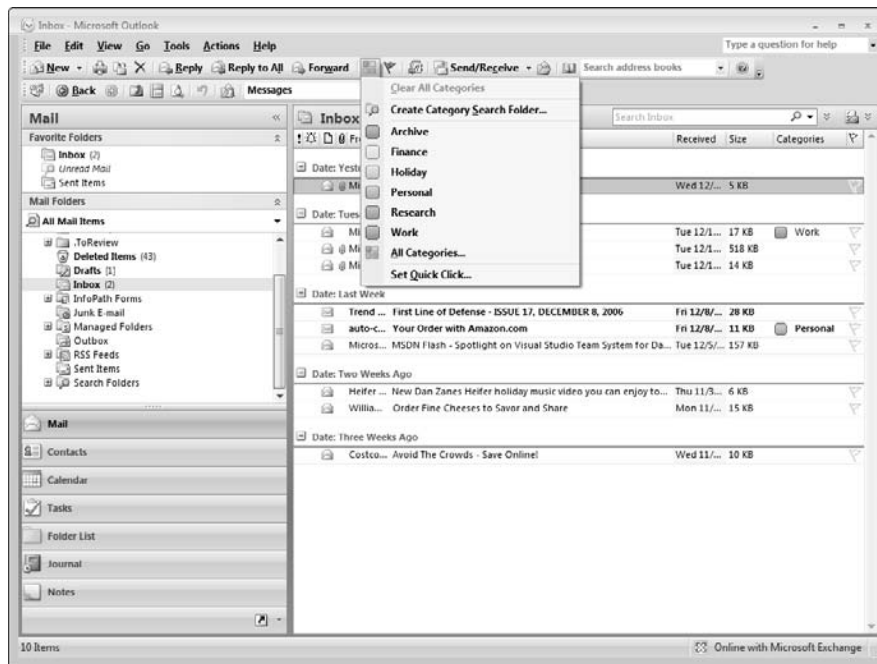 Inbox - Microsoft Outlook
File Edit View Go Tools Actions Help Type a question for help
New Reply Reply to All Forward Send/Receive Search address books
Back Messages
Mail
Favorite Folders
Inbox (2)
Unread Mail
Sent Items
Mail Folders
All Mail Items
.ToReview
Deleted Items (43)
Drafts [1]
Inbox (2)
InfoPath Forms
Junk E-mail
Managed Folders
Outbox
RSS Feeds
Sent Items
Search Folders
Mail
Contacts
Calendar
Tasks
Folder List
Journal
Notes
Clear All Categories
Create Category Search Folder...
Archive
Finance
Holiday
Personal
Research
Work
All Categories...
Set Quick Click...
Inbox Search Inbox
Received Size Categories
Date:
Wed 12/... 5 KB
Date: Tues
Mi Tue 12/1... 17 KB Work
Mi Tue 12/1... 518 KB
Mi Tue 12/1... 14 KB
Date: Last Week
Trend ... First Line of Defense - ISSUE 17, DECEMBER 8, 2006 Fri 12/8/... 28 KB
auto-c... Your Order with Amazon.com Fri 12/8/... 11 KB Personal
Micros... MSDN Flash - Spotlight on Visual Studio Team System for Da... Tue 12/5/... 157 KB
Date: Two Weeks Ago
Heifer ... New Dan Zanes Heifer holiday music video you can enjoy to... Thu 11/3... 6 KB
Willia... Order Fine Cheeses to Savor and Share Mon 11/... 15 KB
Date: Three Weeks Ago
Costco... Avoid The Crowds - Save Online! Wed 11/... 10 KB
10 Items Online with Microsoft Exchange